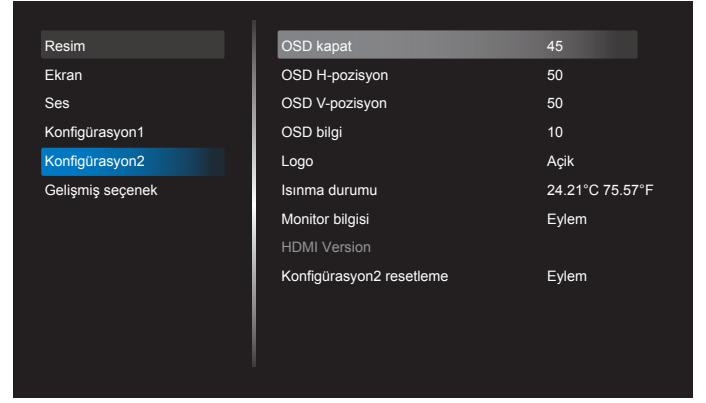 Resim
Ekran
Ses
Konfigürasyon1
Konfigürasyon2
Gelişmiş seçenek
OSD kapat 45
OSD H-pozisyon 50
OSD V-pozisyon 50
OSD bilgi 10
Logo Açik
Isınma durumu 24.21°C 75.57°F
Monitor bilgisi Eylem
HDMI Version
Konfigürasyon2 resetleme Eylem